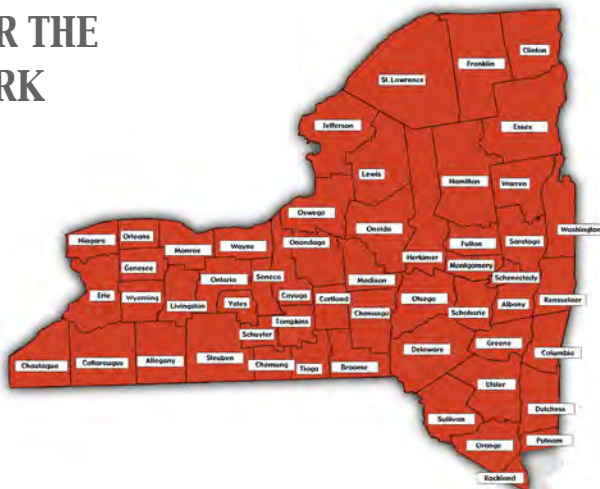 R THE
RK
Clinton
Franklin
St. Lawrence
Jefferson
Essex
Lewis
Hamilton
Warren
Oswego
Oneida
Washington
Niagara
Orleans
Monroe
Wayne
Onondaga
Fulton
Saratoga
Herkimer
Montgomery
Genesee
Ontario
Seneca
Madison
Schenectady
Erie
Wyoming
Livingston
Yates
Cayuga
Cortland
Chenango
Otsego
Schoharie
Albany
Rensselaer
Tompkins
Schuyler
Greene
Columbia
Delaware
Chautauqua
Cattaraugus
Allegany
Steuben
Chemung
Tioga
Broome
Ulster
Dutchess
Sullivan
Orange
Putnam
Rockland